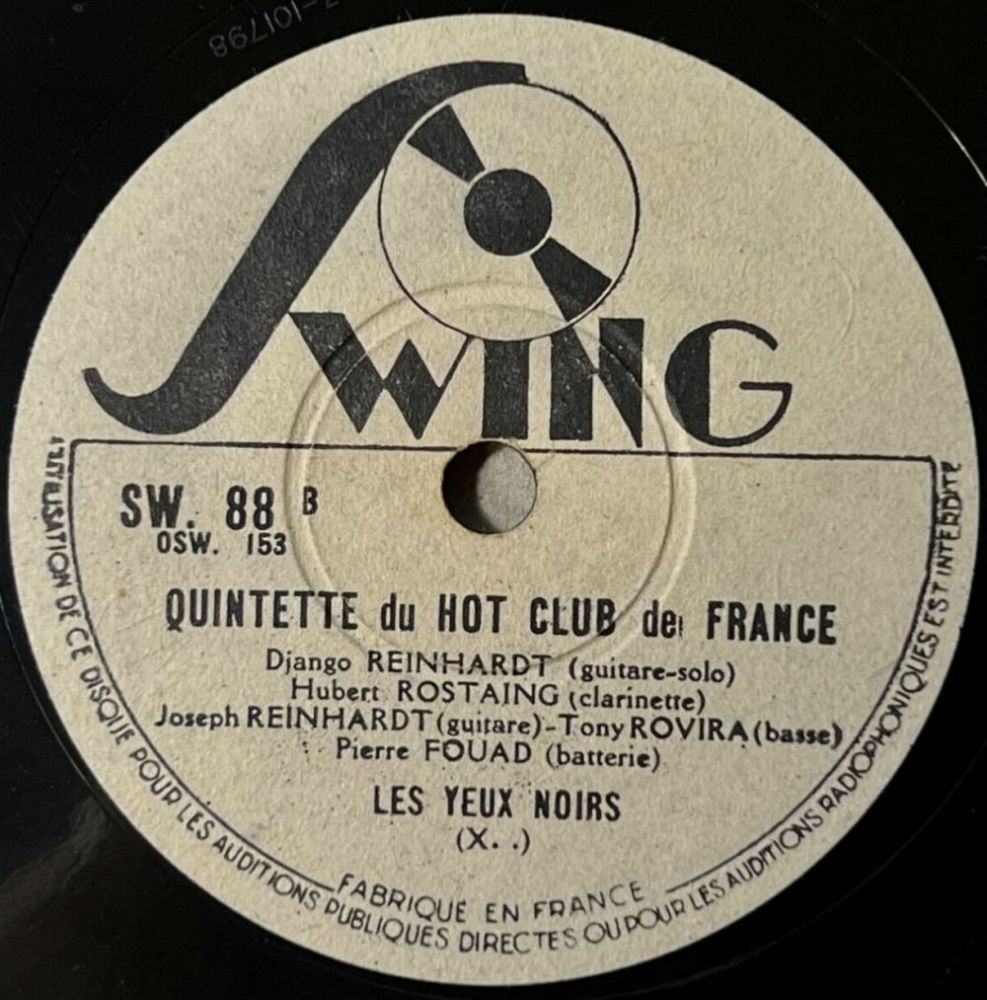 SWING
SW. 88 B
OSW. 153
QUINTETTE du HOT CLUB de FRANCE
Django REINHARDT (guitare-solo)
Hubert ROSTAING (clarinette)
Joseph REINHARDT (guitare)-Tony ROVIRA (basse)
Pierre FOUAD (batterie)
LES YEUX NOIRS
(X. .)
FABRIQUÉ EN FRANCE
L'UTILISATION DE CE DISQUE POUR LES AUDITIONS PUBLIQUES DIRECTES OU POUR LES AUDITIONS RADIOPHONIQUES EST INTERDITE